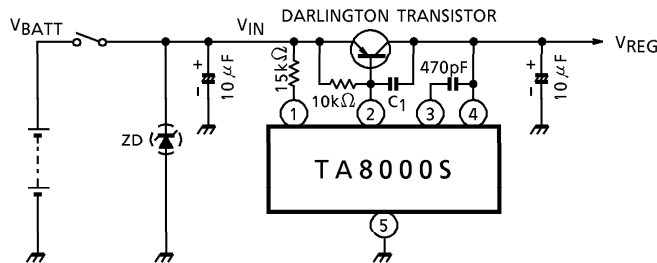 DARLINGTON TRANSISTOR
VBATT
VIN
VREG
+
-
10μF
15kΩ
10kΩ
C1
470pF
+
-
10μF
ZD
1
2
3
4
TA8000S
5